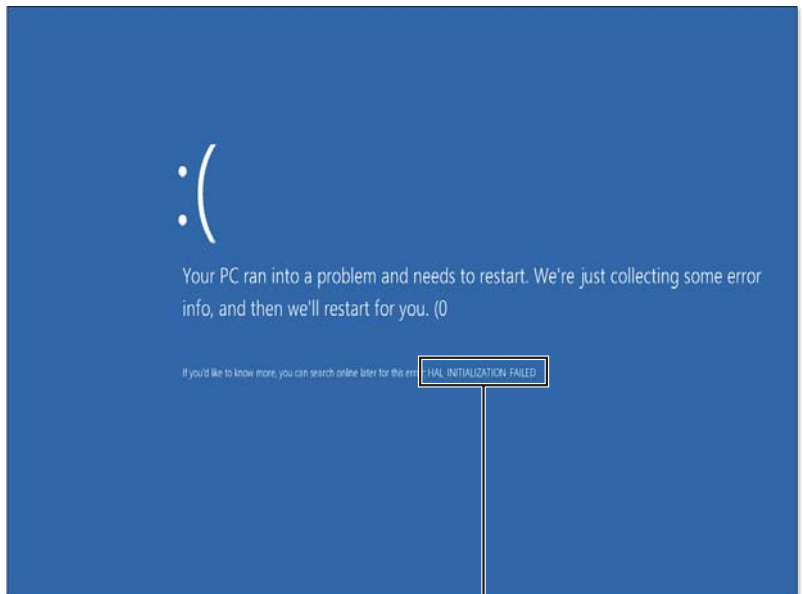 :(
Your PC ran into a problem and needs to restart. We're just collecting some error
info, and then we'll restart for you. (0
If you'd like to know more, you can search online later for this error: HAL INITIALIZATION FAILED